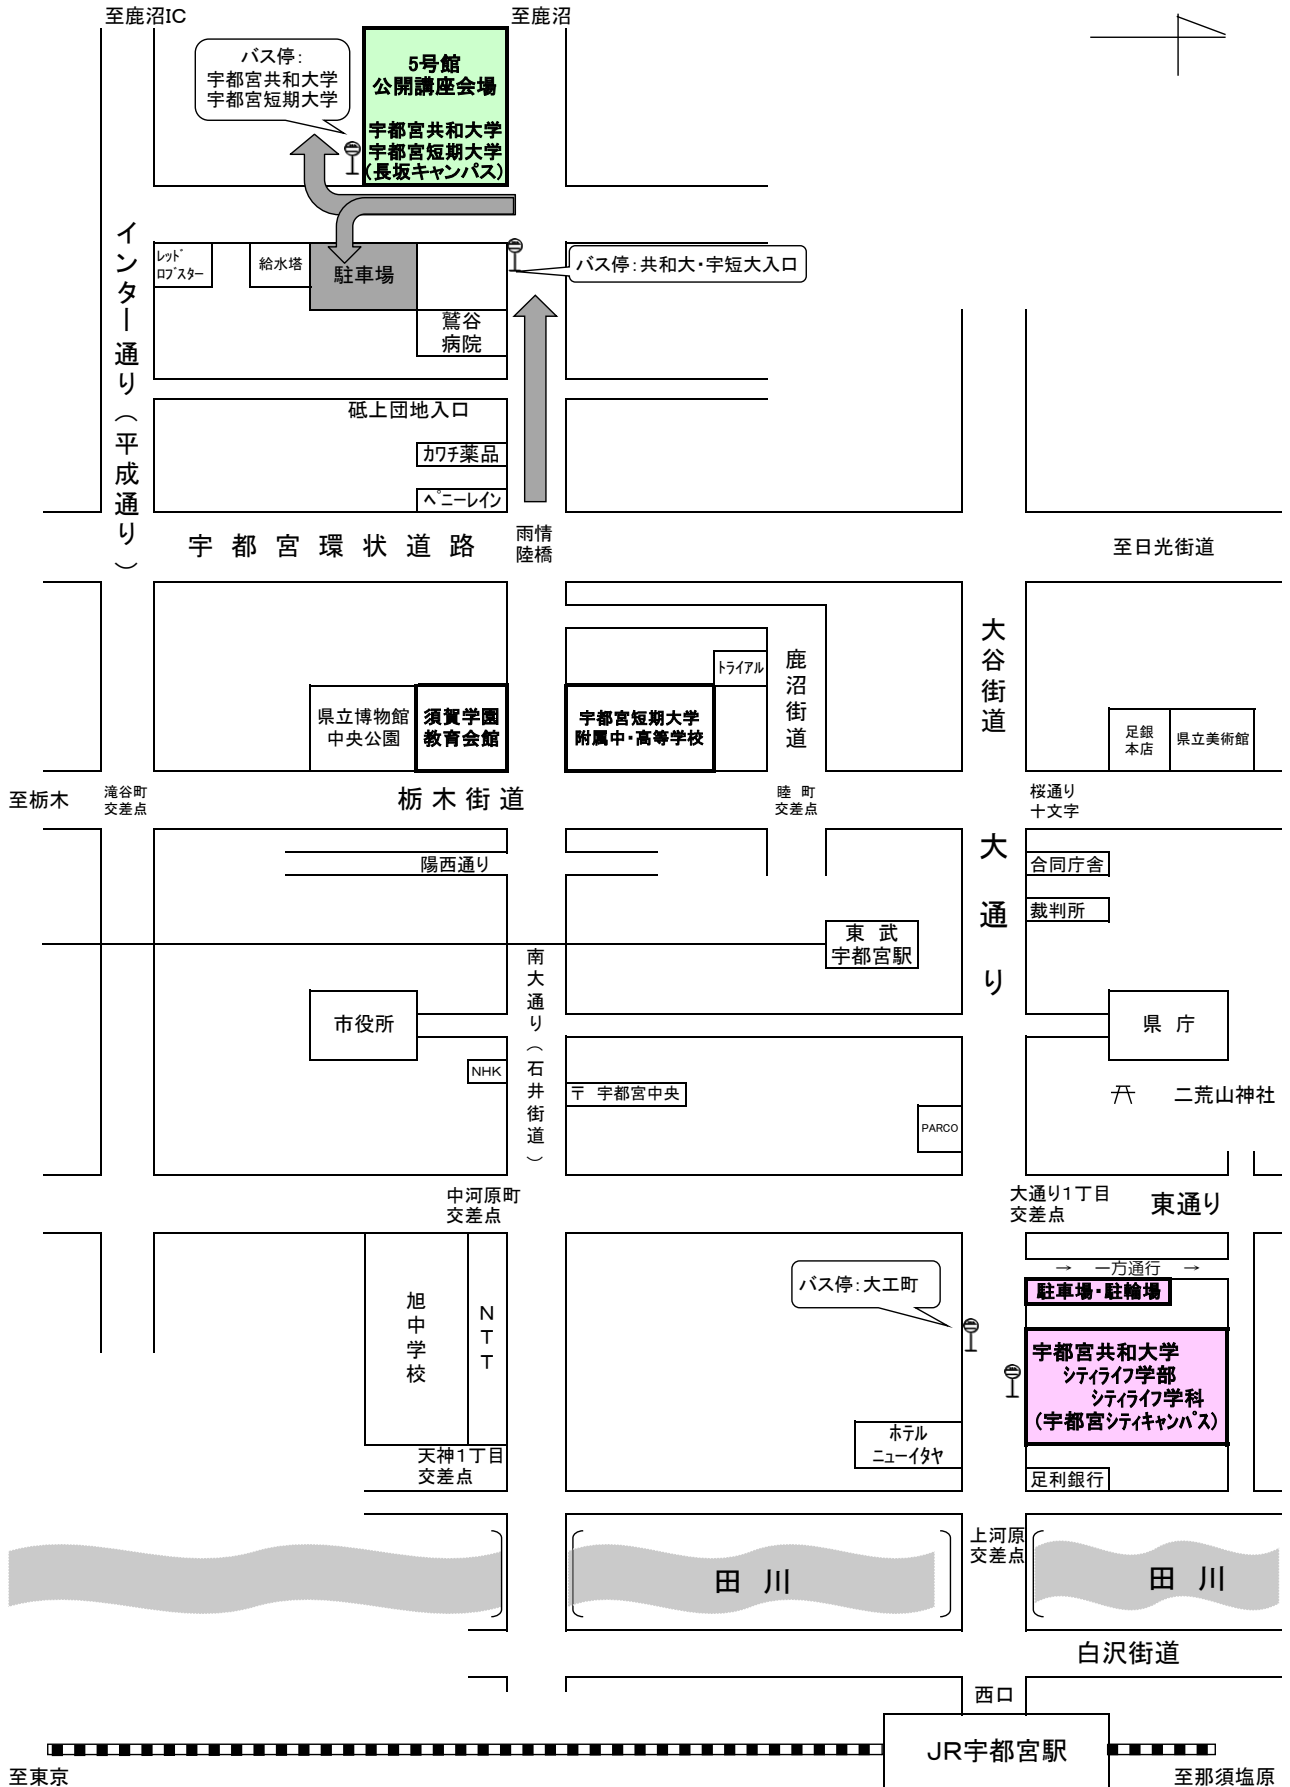 至鹿沼IC
至鹿沼
バス停:
宇都宮共和大学
宇都宮短期大学
5号館
公開講座会場
宇都宮共和大学
宇都宮短期大学
(長坂キャンパス)
インター通り(平成通り)
レッド
ロブスター
給水塔
駐車場
バス停:共和大・宇短大入口
鷲谷
病院
砥上団地入口
カワチ薬品
ペニーレイン
宇都宮環状道路
雨情
陸橋
至日光街道
大谷街道
鹿沼街道
トライアル
県立博物館
中央公園
須賀学園
教育会館
宇都宮短期大学
附属中・高等学校
足銀
本店
県立美術館
至栃木
滝谷町
交差点
栃木街道
睦 町
交差点
桜通り
十文字
大通り
陽西通り
合同庁舎
裁判所
東 武
宇都宮駅
南大通り(石井街道)
市役所
県 庁
NHK
〒 宇都宮中央
二荒山神社
PARCO
中河原町
交差点
大通り1丁目
交差点
東通り
→ 一方通行 →
バス停:大工町
駐車場・駐輪場
旭中学校
NTT
宇都宮共和大学
シティライフ学部
シティライフ学科
(宇都宮シティキャンパス)
ホテル
ニューイタヤ
天神1丁目
交差点
足利銀行
上河原
交差点
田 川
田 川
白沢街道
西口
JR宇都宮駅
至東京
至那須塩原